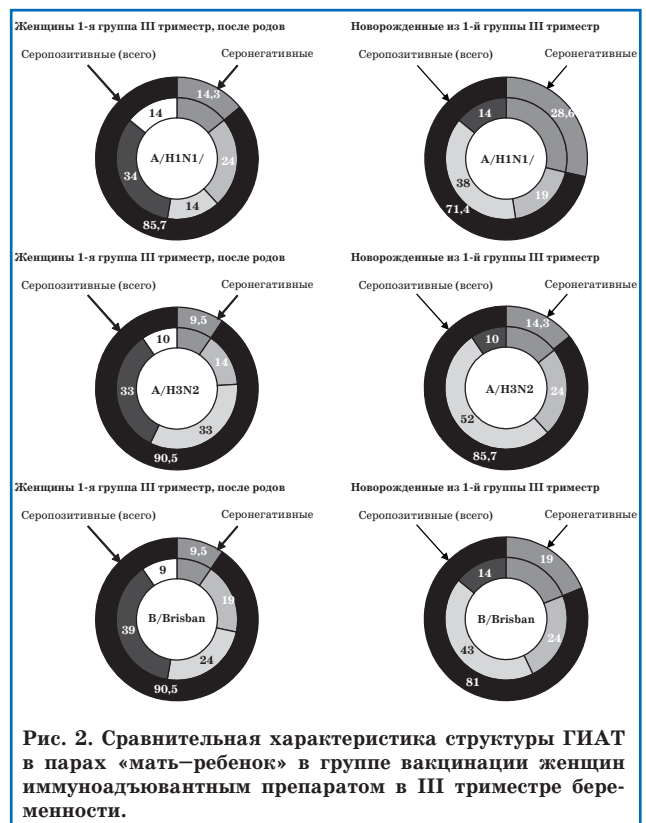 Женщины 1-я группа III триместр, после родов
Новорожденные из 1-й группы III триместр
Серопозитивные (всего)
Серонегативные
Серопозитивные (всего)
Серонегативные
14,3
14
24
A/H1N1/
34
14
85,7
28,6
14
A/H1N1/
38
19
71,4
Женщины 1-я группа III триместр, после родов
Новорожденные из 1-й группы III триместр
Серопозитивные (всего)
Серонегативные
Серопозитивные (всего)
Серонегативные
9,5
10
14
33
A/H3N2
33
90,5
14,3
10
A/H3N2
24
52
85,7
Женщины 1-я группа III триместр, после родов
Новорожденные из 1-й группы III триместр
Серопозитивные (всего)
Серонегативные
Серопозитивные (всего)
Серонегативные
9,5
9
19
B/Brisban
39
24
90,5
19
14
B/Brisban
24
43
81
Рис. 2. Сравнительная характеристика структуры ГИАТ
в парах «мать—ребенок» в группе вакцинации женщин
иммуноадъювантным препаратом в III триместре бере-
менности.